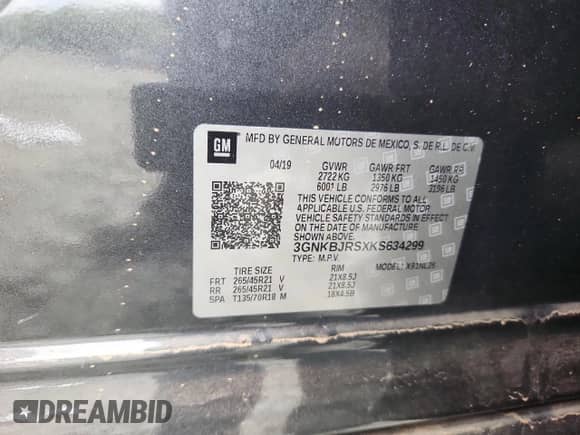 GM
MFD BY GENERAL MOTORS DE MEXICO, S. DE R.L. DE C.V.
04/19 GVWR GAWR FRT GAWR RR
2722 KG 1350 KG 1450 KG
6001 LB 2976 LB 3196 LB
THIS VEHICLE CONFORMS TO ALL
APPLICABLE U.S. FEDERAL MOTOR
VEHICLE SAFETY STANDARDS IN EFFECT
ON THE DATE OF MANUFACTURE
SHOWN ABOVE.
3GNKBJRSXKS634299
TYPE: M.P.V. MODEL: X91NL26
TIRE SIZE RIM
FRT 265/45R21 V 21X8.5J
RR 265/45R21 V 21X8.5J
SPA T135/70R18 M 18X4.5B
DREAMBID